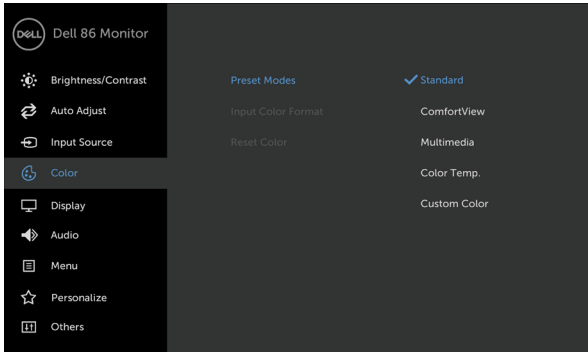 DELL Dell 86 Monitor
Brightness/Contrast Preset Modes Standard
Auto Adjust Input Color Format ComfortView
Input Source Reset Color Multimedia
Color Color Temp.
Display Custom Color
Audio
Menu
Personalize
Others